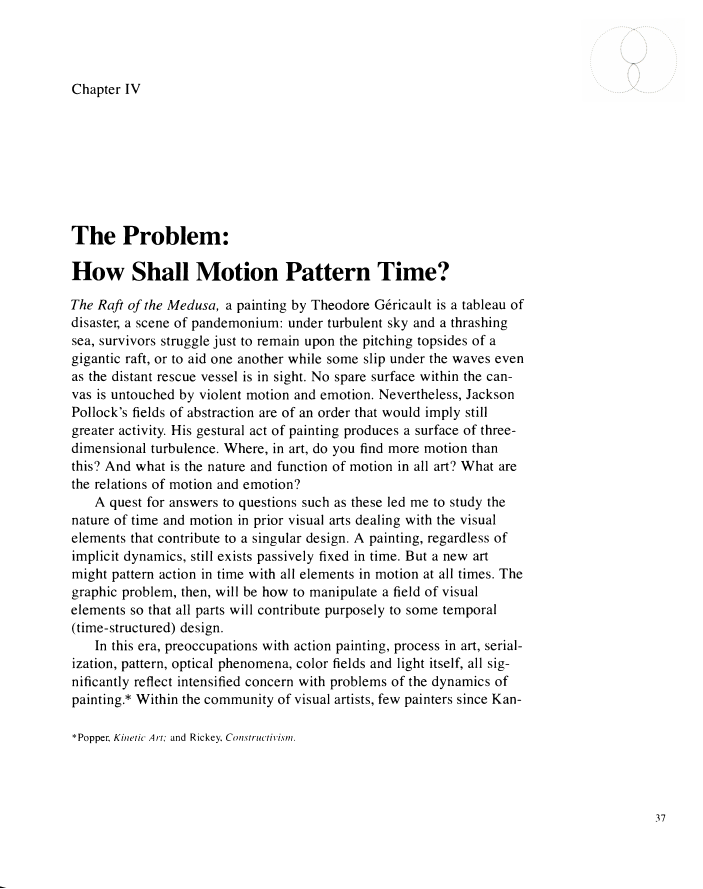 Chapter IV
The Problem:
How Shall Motion Pattern Time?
The Raft of the Medusa, a painting by Theodore Géricault is a tableau of
disaster, a scene of pandemonium: under turbulent sky and a thrashing
sea, survivors struggle just to remain upon the pitching topsides of a
gigantic raft, or to aid one another while some slip under the waves even
as the distant rescue vessel is in sight. No spare surface within the can-
vas is untouched by violent motion and emotion. Nevertheless, Jackson
Pollock's fields of abstraction are of an order that would imply still
greater activity. His gestural act of painting produces a surface of three-
dimensional turbulence. Where, in art, do you find more motion than
this? And what is the nature and function of motion in all art? What are
the relations of motion and emotion?
A quest for answers to questions such as these led me to study the
nature of time and motion in prior visual arts dealing with the visual
elements that contribute to a singular design. A painting, regardless of
implicit dynamics, still exists passively fixed in time. But a new art
might pattern action in time with all elements in motion at all times. The
graphic problem, then, will be how to manipulate a field of visual
elements so that all parts will contribute purposely to some temporal
(time-structured) design.
In this era, preoccupations with action painting, process in art, serial-
ization, pattern, optical phenomena, color fields and light itself, all sig-
nificantly reflect intensified concern with problems of the dynamics of
painting.* Within the community of visual artists, few painters since Kan-
*Popper, Kinetic Art; and Rickey, Constructivism.
37